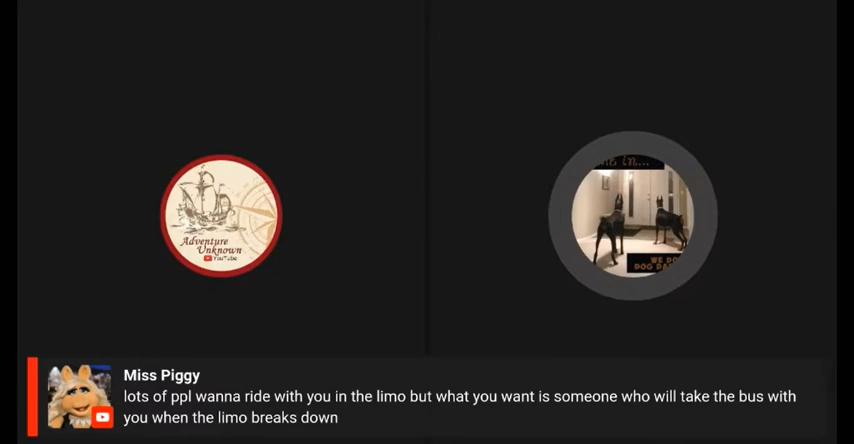 Adventure
Unknown
YouTube
in...
WE DO
DOG
Miss Piggy
lots of ppl wanna ride with you in the limo but what you want is someone who will take the bus with
you when the limo breaks down